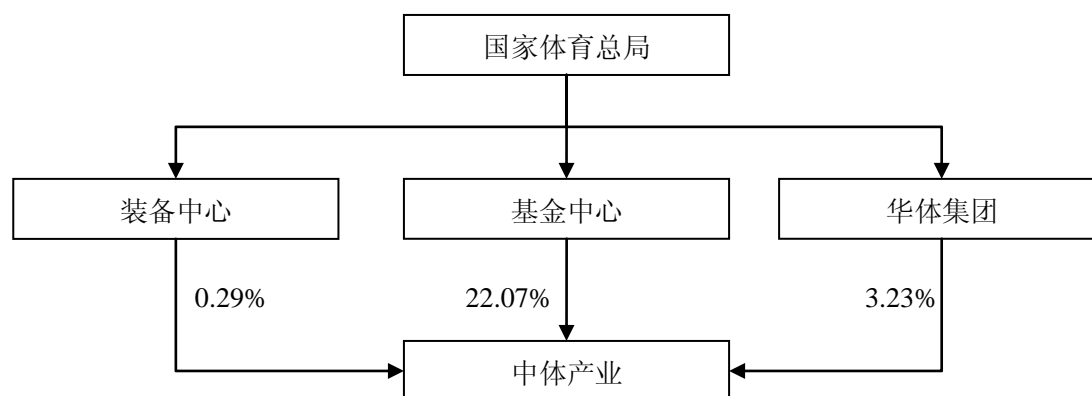 国家体育总局
装备中心
基金中心
华体集团
0.29%
22.07%
3.23%
中体产业